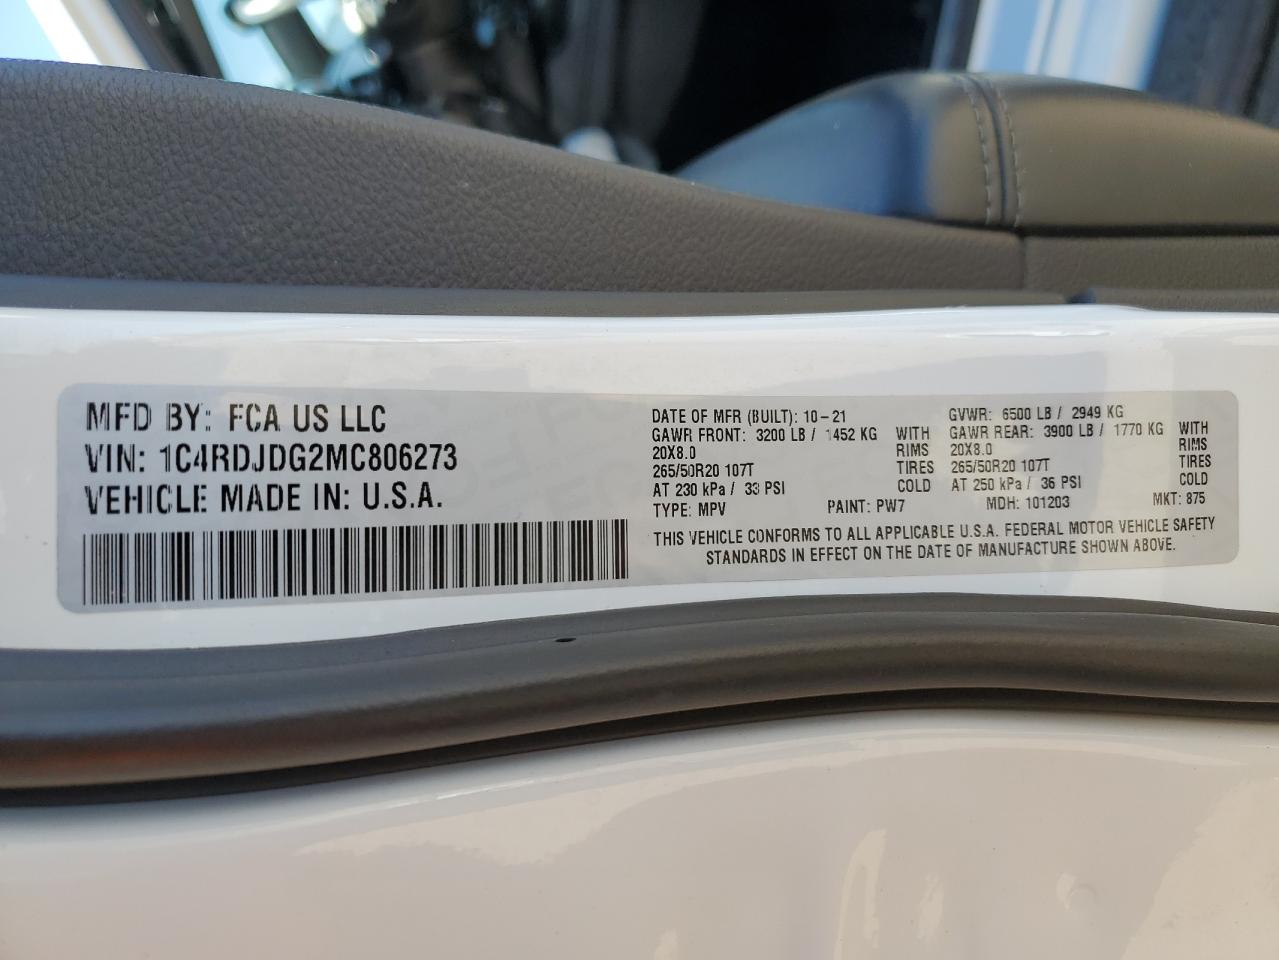 MFD BY: FCA US LLC
VIN: 1C4RDJDG2MC806273
VEHICLE MADE IN: U.S.A.
DATE OF MFR (BUILT): 10-21
GAWR FRONT: 3200 LB / 1452 KG WITH
20X8.0 RIMS
265/50R20 107T TIRES
AT 230 kPa / 33 PSI COLD
TYPE: MPV PAINT: PW7
GVWR: 6500 LB / 2949 KG
GAWR REAR: 3900 LB / 1770 KG WITH
20X8.0 RIMS
265/50R20 107T TIRES
AT 250 kPa / 36 PSI COLD
MDH: 101203 MKT: 875
THIS VEHICLE CONFORMS TO ALL APPLICABLE U.S.A. FEDERAL MOTOR VEHICLE SAFETY
STANDARDS IN EFFECT ON THE DATE OF MANUFACTURE SHOWN ABOVE.